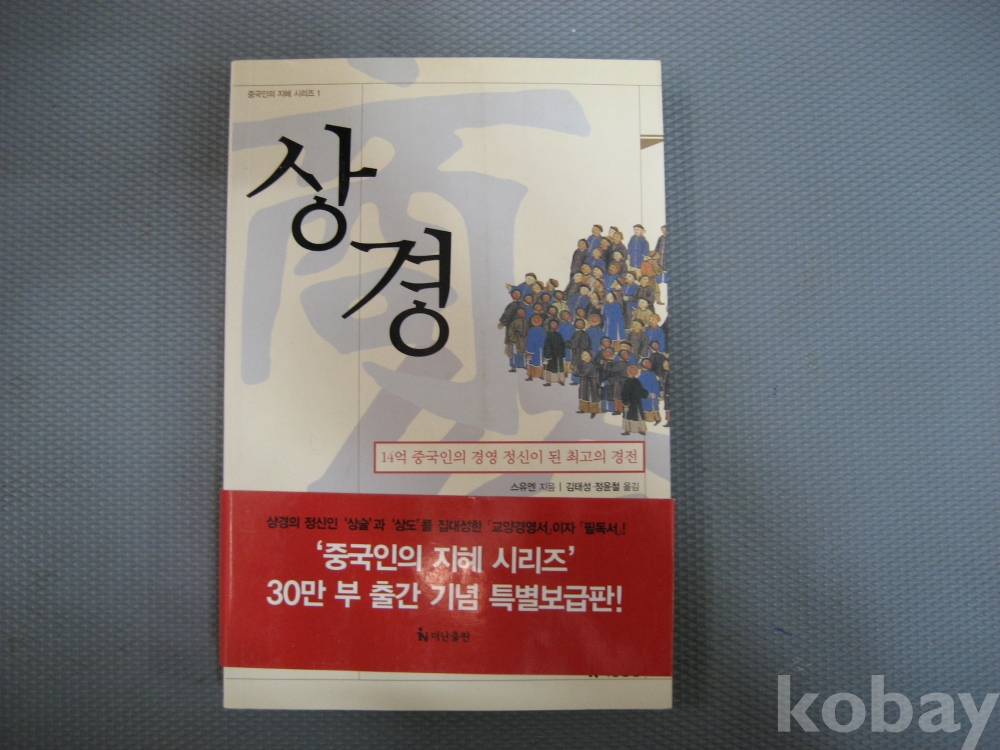 중국인의 지혜 시리즈 1
商
상경
14억 중국인의 경영 정신이 된 최고의 경전
스유엔 지음 | 김태성·정윤철 옮김
상경의 정신인 '상술'과 '상도'를 집대성한 「교양경영서」이자 「필독서」!
'중국인의 지혜 시리즈'
30만 부 출간 기념 특별보급판!
더난출판
kobay